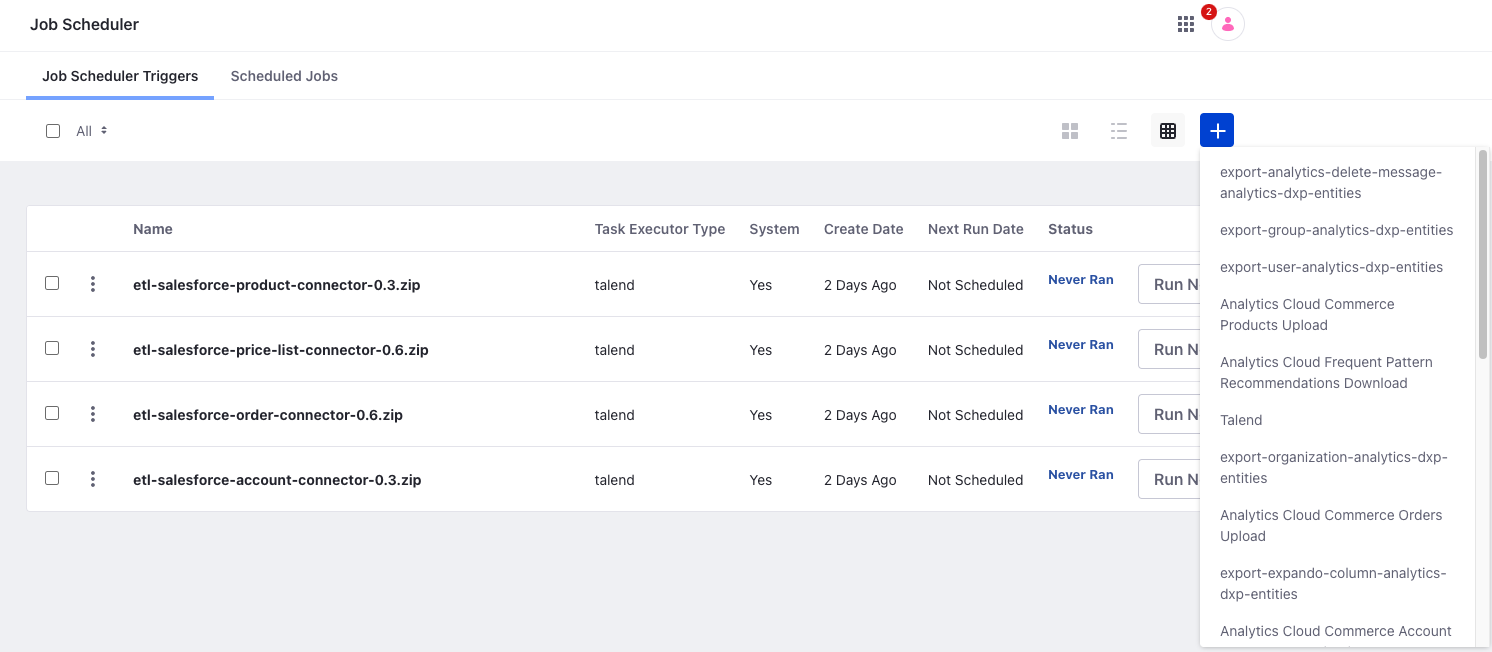 Job Scheduler
2
Job Scheduler Triggers
Scheduled Jobs
All
Name
Task Executor Type
System
Create Date
Next Run Date
Status
etl-salesforce-product-connector-0.3.zip
talend
Yes
2 Days Ago
Not Scheduled
Never Ran
Run N
etl-salesforce-price-list-connector-0.6.zip
talend
Yes
2 Days Ago
Not Scheduled
Never Ran
Run N
etl-salesforce-order-connector-0.6.zip
talend
Yes
2 Days Ago
Not Scheduled
Never Ran
Run N
etl-salesforce-account-connector-0.3.zip
talend
Yes
2 Days Ago
Not Scheduled
Never Ran
Run N
export-analytics-delete-message-
analytics-dxp-entities
export-group-analytics-dxp-entities
export-user-analytics-dxp-entities
Analytics Cloud Commerce
Products Upload
Analytics Cloud Frequent Pattern
Recommendations Download
Talend
export-organization-analytics-dxp-
entities
Analytics Cloud Commerce Orders
Upload
export-expando-column-analytics-
dxp-entities
Analytics Cloud Commerce Account